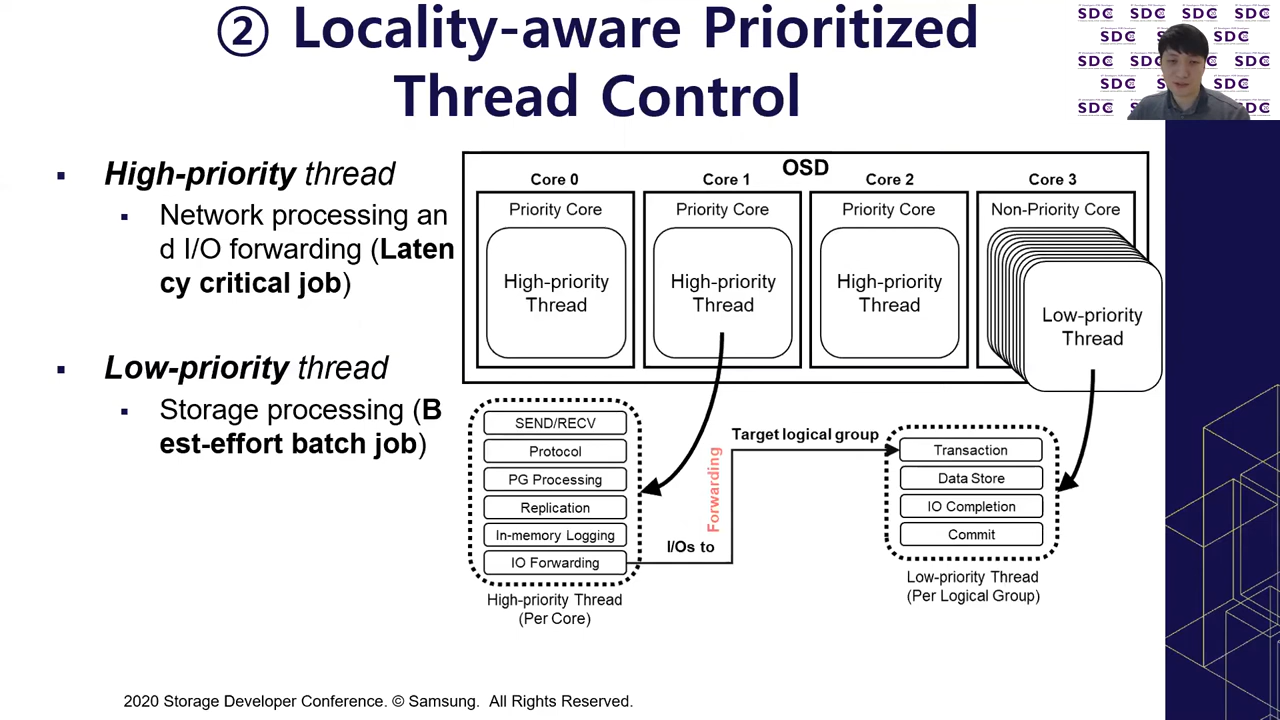 ② Locality-aware Prioritized
Thread Control
SDC SDC SDC
SDC
SDC SDC
SDC SDC
SDC
▪ High-priority thread
▪ Network processing an
d I/O forwarding (Laten
cy critical job)
▪ Low-priority thread
▪ Storage processing (B
est-effort batch job)
OSD
Core 0
Core 1
Core 2
Core 3
Priority Core
Priority Core
Priority Core
Non-Priority Core
High-priority
Thread
High-priority
Thread
High-priority
Thread
Low-priority
Thread
SEND/RECV
Protocol
PG Processing
Replication
In-memory Logging
IO Forwarding
High-priority Thread
(Per Core)
Forwarding
I/Os to
Target logical group
Transaction
Data Store
IO Completion
Commit
Low-priority Thread
(Per Logical Group)
2020 Storage Developer Conference. © Samsung. All Rights Reserved.